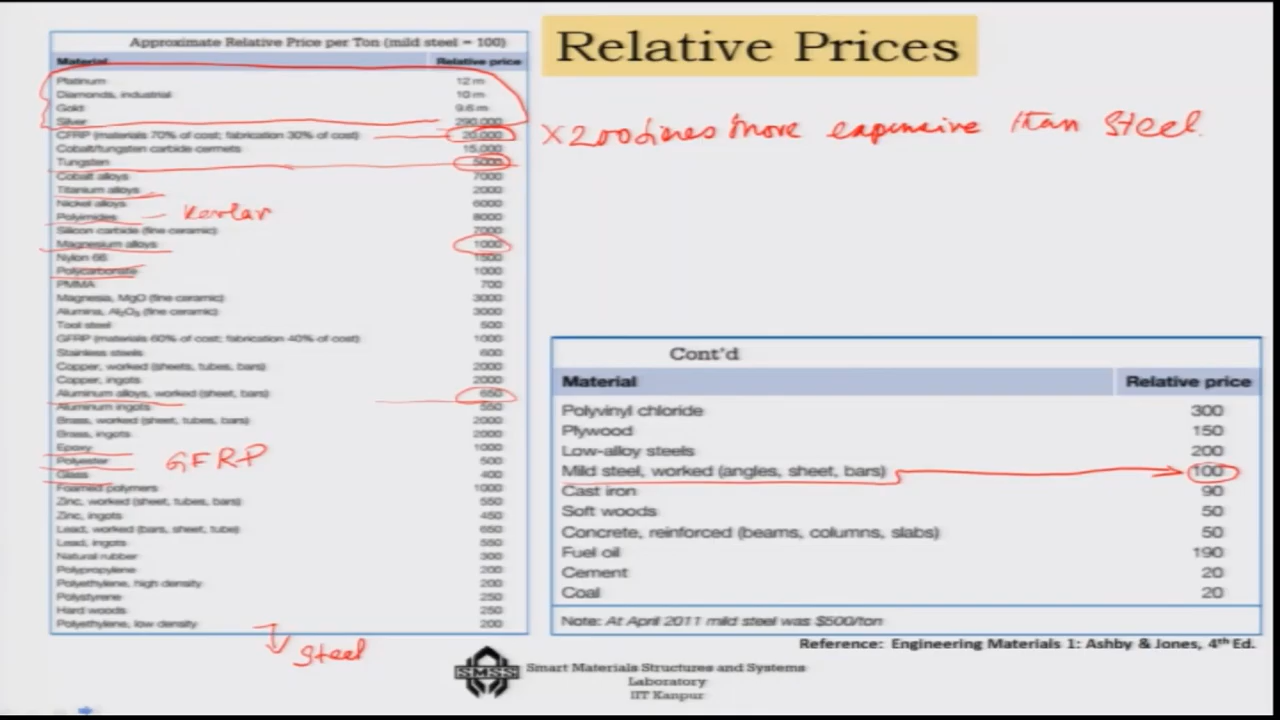 Relative Prices
Approximate Relative Price per Ton (mild steel = 100)
Material Relative price
Platinum 12 m
Diamonds, industrial 10 m
Gold 9.6 m
Silver 290,000
CFRP (materials 70% of cost; fabrication 30% of cost) 20,000
Cobalt/tungsten carbide cermets 15,000
Tungsten 5000
Cobalt alloys 7000
Titanium alloys 2000
Nickel alloys 6000
Polyimides 8000
Silicon carbide (fine ceramic) 7000
Magnesium alloys 1000
Nylon 66 1500
Polycarbonate 1000
PMMA 700
Magnesia, MgO (fine ceramic) 3000
Alumina, Al₂O₃ (fine ceramic) 3000
Tool steel 500
GFRP (materials 60% of cost; fabrication 40% of cost) 1000
Stainless steels 600
Copper, worked (sheets, tubes, bars) 2000
Copper, ingots 2000
Aluminum alloys, worked (sheet, bars) 650
Aluminum ingots 550
Brass, worked (sheet, tubes, bars) 2000
Brass, ingots 2000
Epoxy 1000
Polyester 500
Glass 400
Foamed polymers 1000
Zinc, worked (sheet, tubes, bars) 550
Zinc, ingots 450
Lead, worked (bars, sheet, tube) 650
Lead, ingots 550
Natural rubber 300
Polypropylene 200
Polyethylene, high density 200
Polystyrene 250
Hard woods 250
Polyethylene, low density 200
Kevlar
GFRP
Steel
X200times more expensive than Steel.
Cont'd
Material Relative price
Polyvinyl chloride 300
Plywood 150
Low-alloy steels 200
Mild steel, worked (angles, sheet, bars) 100
Cast iron 90
Soft woods 50
Concrete, reinforced (beams, columns, slabs) 50
Fuel oil 190
Cement 20
Coal 20
Note: At April 2011 mild steel was $500/ton
Reference: Engineering Materials 1: Ashby & Jones, 4th Ed.
SMSS
Smart Materials Structures and Systems
Laboratory
IIT Kanpur